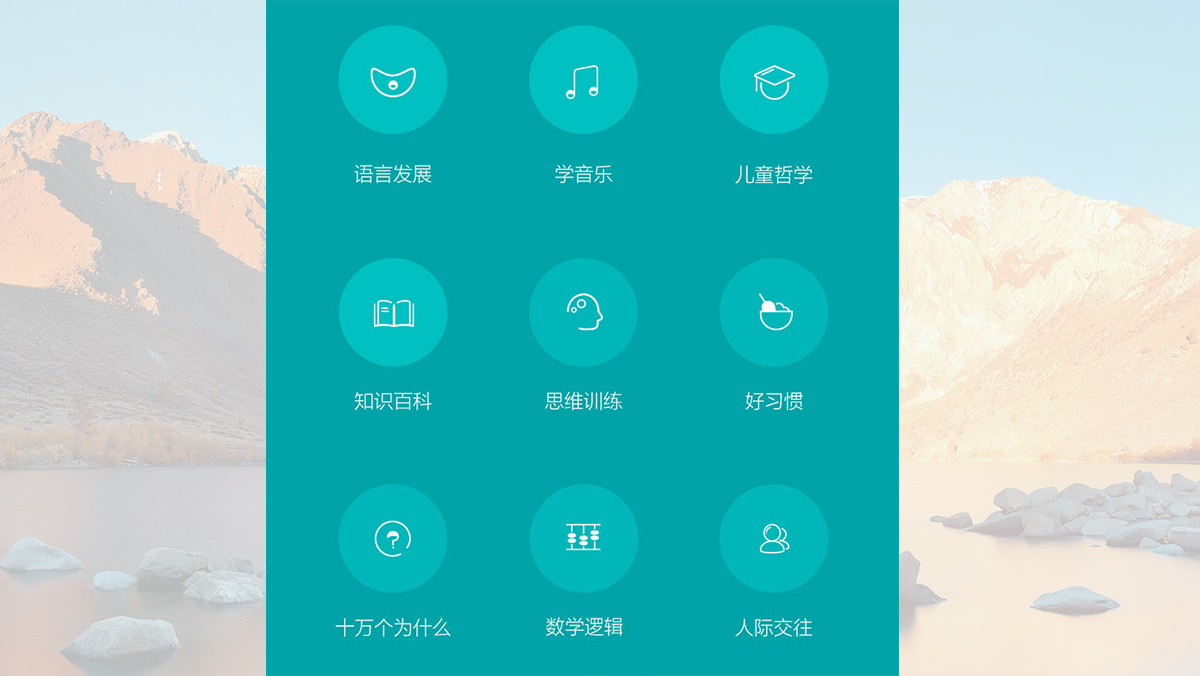 语言发展
学音乐
儿童哲学
知识百科
思维训练
好习惯
十万个为什么
数学逻辑
人际交往